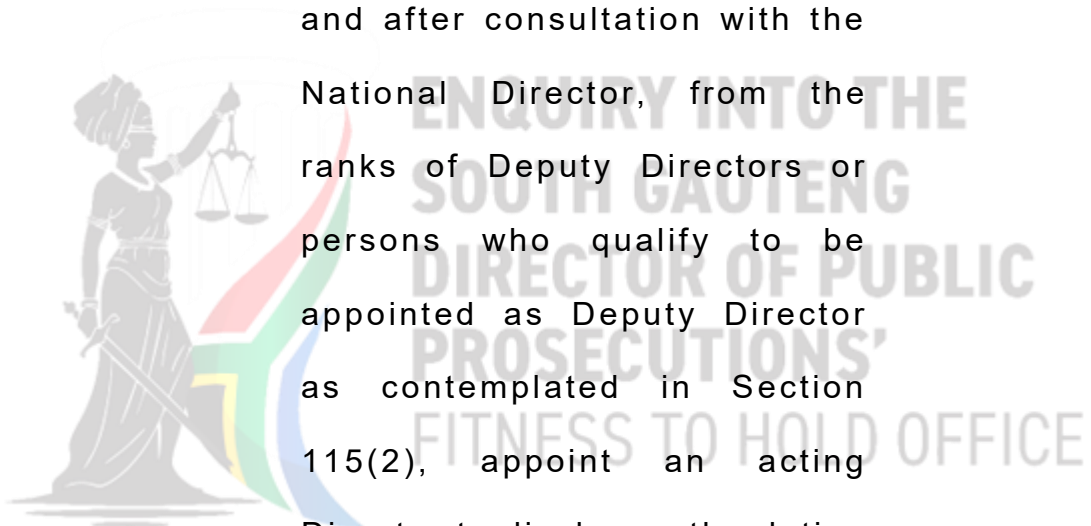 and after consultation with the
National Director, from the
ranks of Deputy Directors or
persons who qualify to be
appointed as Deputy Director
as contemplated in Section
115(2), appoint an acting
ENQUIRY INTO THE
SOUTH GAUTENG
DIRECTOR OF PUBLIC
PROSECUTIONS'
FITNESS TO HOLD OFFICE